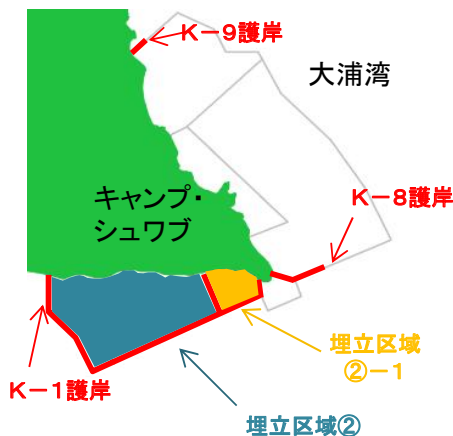 K-9護岸
大浦湾
キャンプ・
シュワブ
K-8護岸
埋立区域
②-1
K-1護岸
埋立区域②